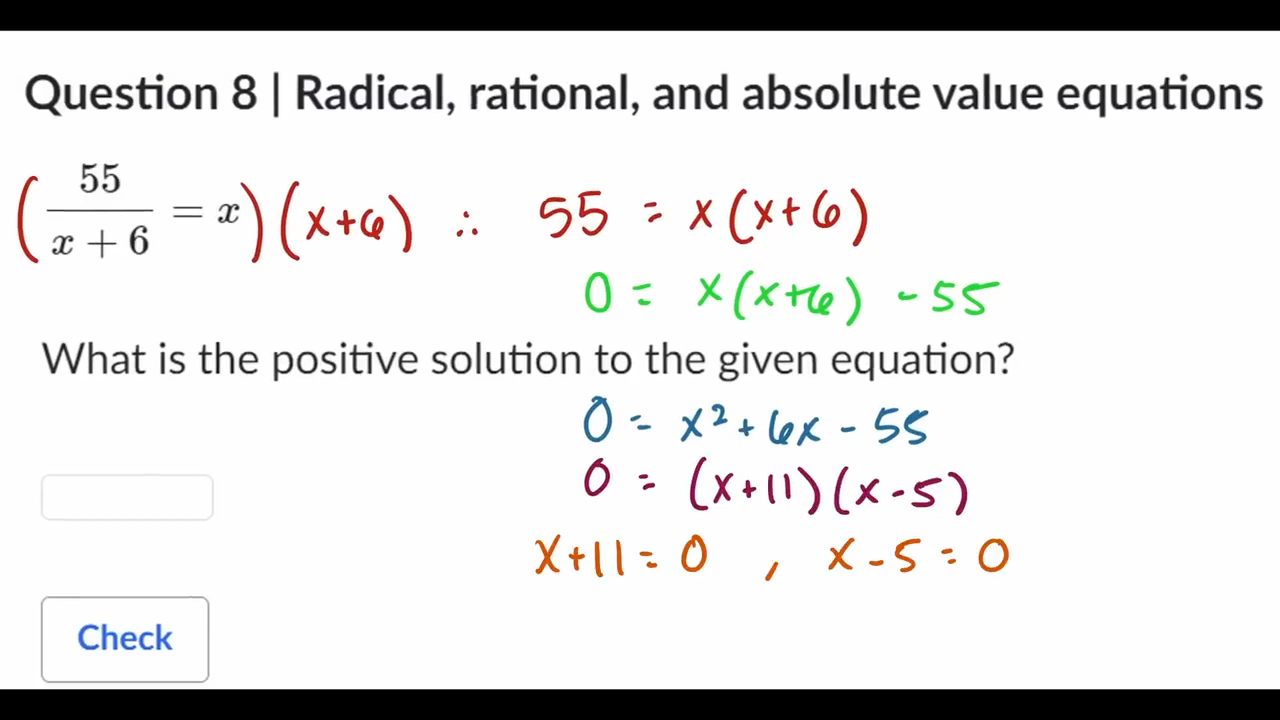 Question 8 | Radical, rational, and absolute value equations
(55/(x + 6) = x)(x+6) ∴ 55 = x(x+6)
0 = x(x+6) - 55
What is the positive solution to the given equation?
0 = x² + 6x - 55
0 = (x+11)(x-5)
x+11 = 0 , x-5 = 0
Check